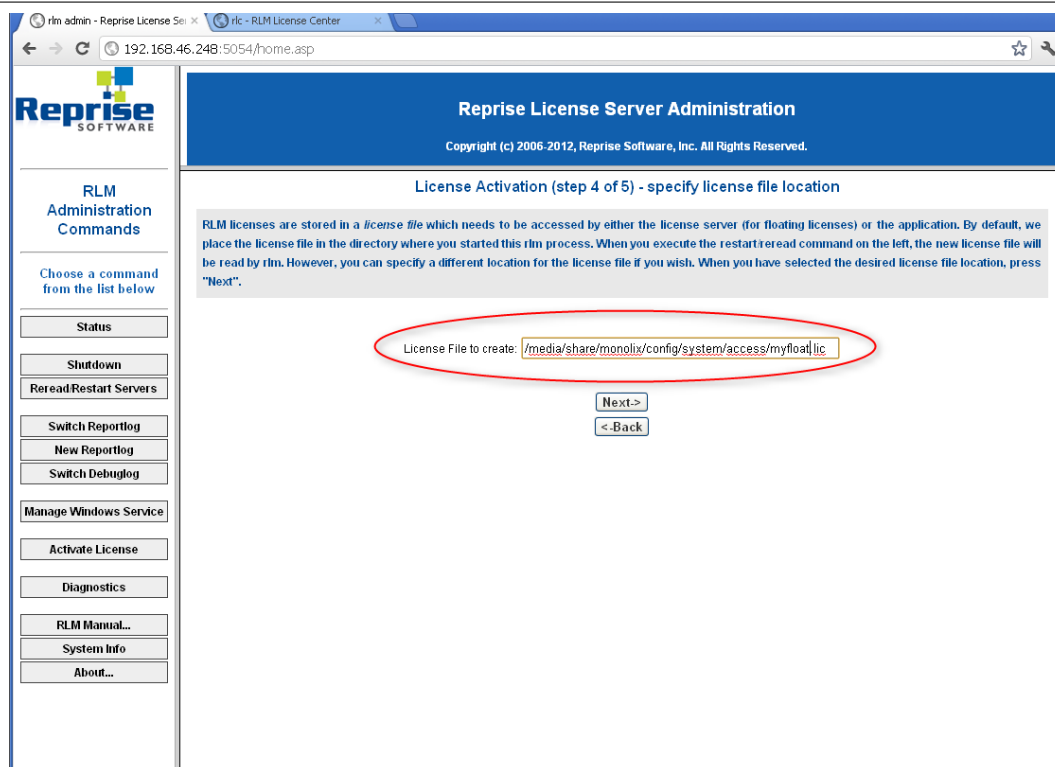 rlm admin - Reprise License Se
rlc - RLM License Center
192.168.46.248:5054/home.asp
Reprise
SOFTWARE
Reprise License Server Administration
Copyright (c) 2006-2012, Reprise Software, Inc. All Rights Reserved.
RLM
Administration
Commands
Choose a command
from the list below
Status
Shutdown
Reread/Restart Servers
Switch Reportlog
New Reportlog
Switch Debuglog
Manage Windows Service
Activate License
Diagnostics
RLM Manual...
System Info
About...
License Activation (step 4 of 5) - specify license file location
RLM licenses are stored in a license file which needs to be accessed by either the license server (for floating licenses) or the application. By default, we
place the license file in the directory where you started this rlm process. When you execute the restart/reread command on the left, the new license file will
be read by rlm. However, you can specify a different location for the license file if you wish. When you have selected the desired license file location, press
"Next".
License File to create: /media/share/monolix/config/system/access/myfloat.lic
Next->
<-Back